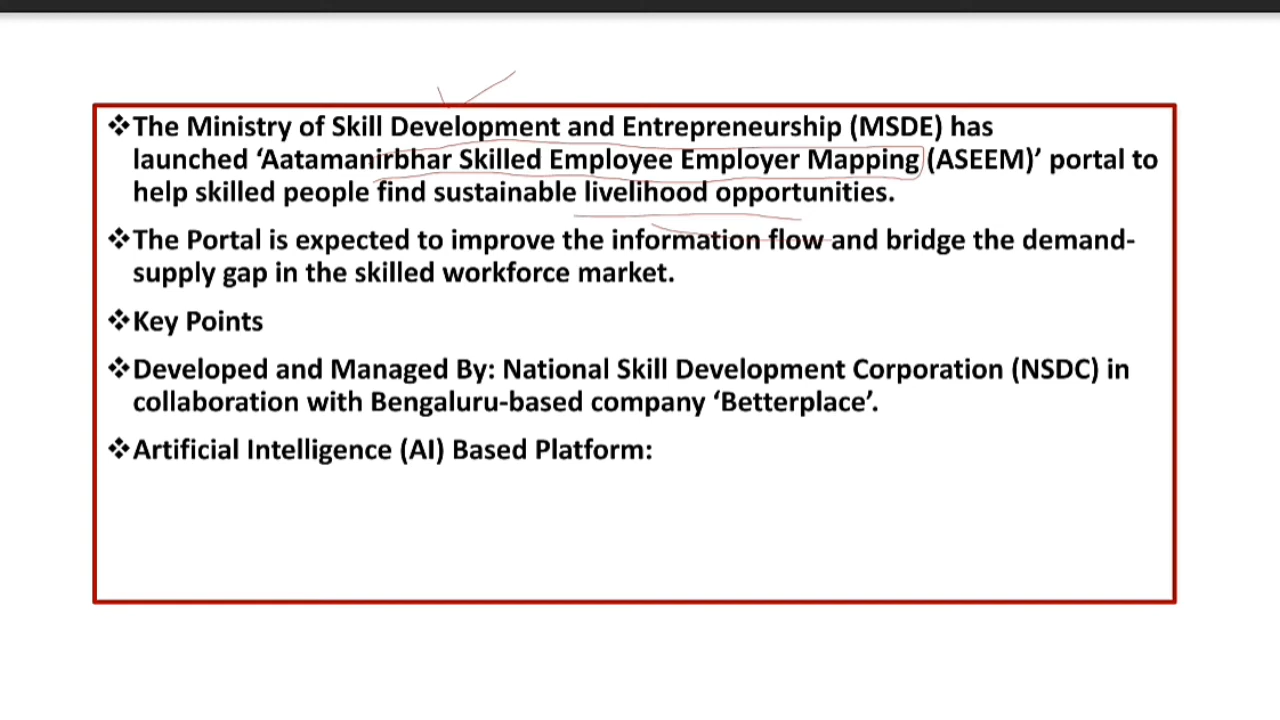 ❖The Ministry of Skill Development and Entrepreneurship (MSDE) has
launched ‘Aatamanirbhar Skilled Employee Employer Mapping (ASEEM)’ portal to
help skilled people find sustainable livelihood opportunities.
❖The Portal is expected to improve the information flow and bridge the demand-
supply gap in the skilled workforce market.
❖Key Points
❖Developed and Managed By: National Skill Development Corporation (NSDC) in
collaboration with Bengaluru-based company ‘Betterplace’.
❖Artificial Intelligence (AI) Based Platform: